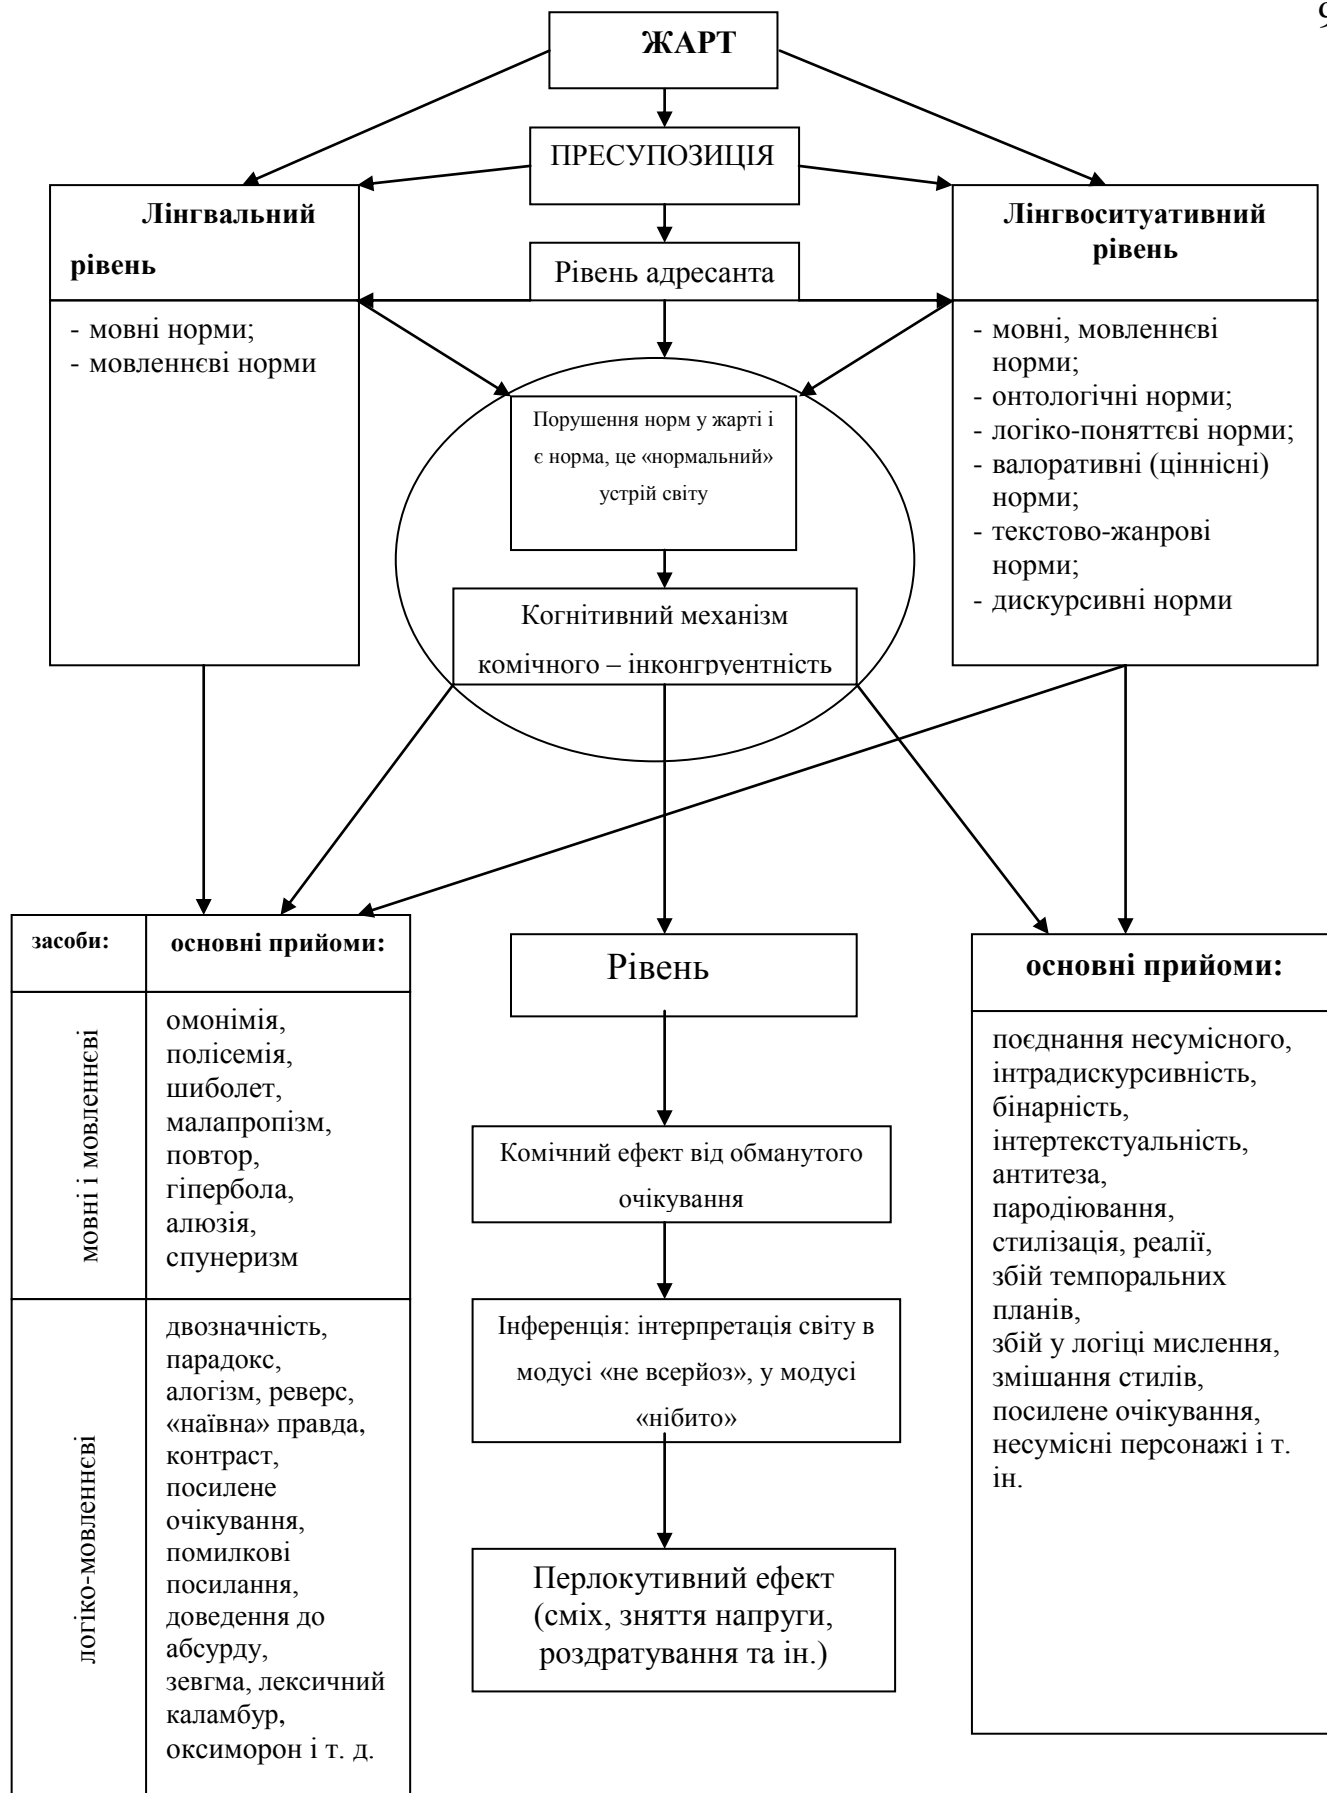 9
ЖАРТ
ПРЕСУПОЗИЦІЯ
Лінгвальний
рівень
Рівень адресанта
Лінгвоситуативний
рівень
- мовні норми;
- мовленнєві норми
- мовні, мовленнєві
норми;
- онтологічні норми;
- логіко-поняттєві норми;
- валоративні (ціннісні)
норми;
- текстово-жанрові
норми;
- дискурсивні норми
Порушення норм у жарті і
є норма, це «нормальний»
устрій світу
Когнітивний механізм
комічного – інконгруентність
засоби:
основні прийоми:
мовні і мовленнєві
омонімія,
полісемія,
шиболет,
малапропізм,
повтор,
гіпербола,
алюзія,
спунеризм
логіко-мовленнєві
двозначність,
парадокс,
алогізм, реверс,
«наївна» правда,
контраст,
посилене
очікування,
помилкові
посилання,
доведення до
абсурду,
зевгма, лексичний
каламбур,
оксиморон і т. д.
Рівень
Комічний ефект від обманутого
очікування
Інференція: інтерпретація світу в
модусі «не всерйоз», у модусі
«нібито»
Перлокутивний ефект
(сміх, зняття напруги,
роздратування та ін.)
основні прийоми:
поєднання несумісного,
інтрадискурсивність,
бінарність,
інтертекстуальність,
антитеза,
пародіювання,
стилізація, реалії,
збій темпоральних
планів,
збій у логіці мислення,
змішання стилів,
посилене очікування,
несумісні персонажі і т.
ін.